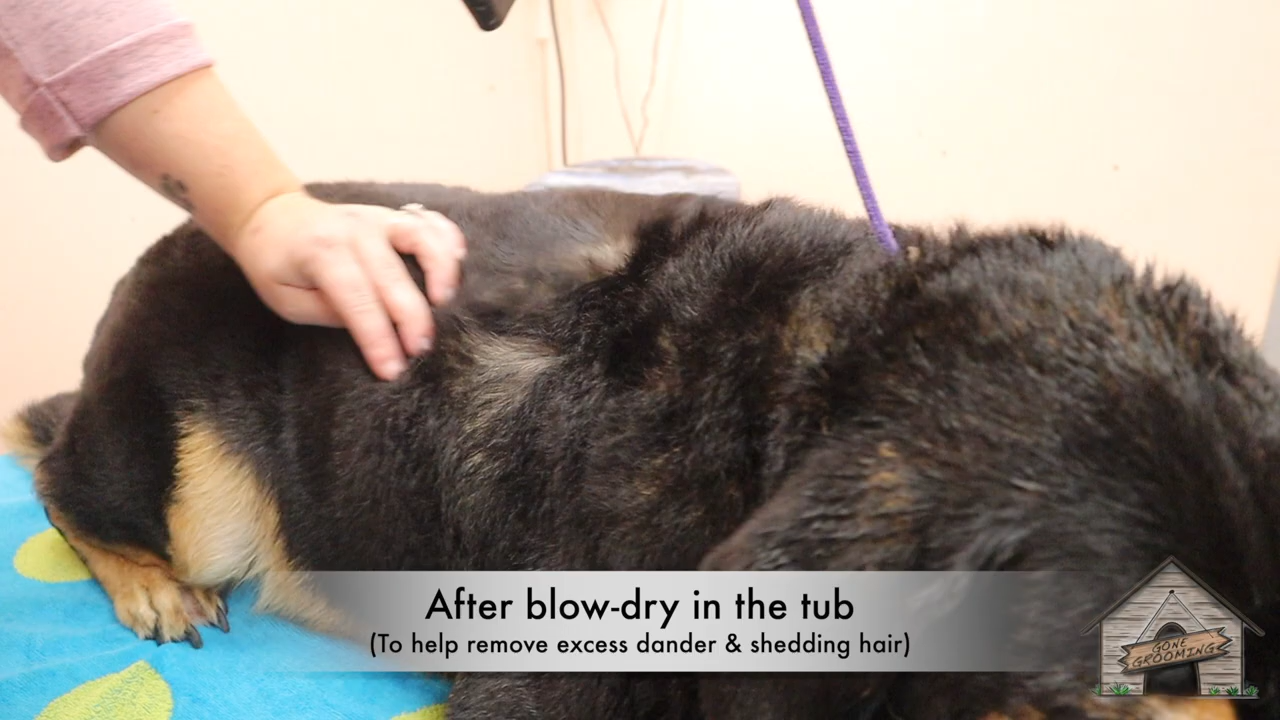 After blow-dry in the tub
(To help remove excess dander & shedding hair)
GONE
GROOMING